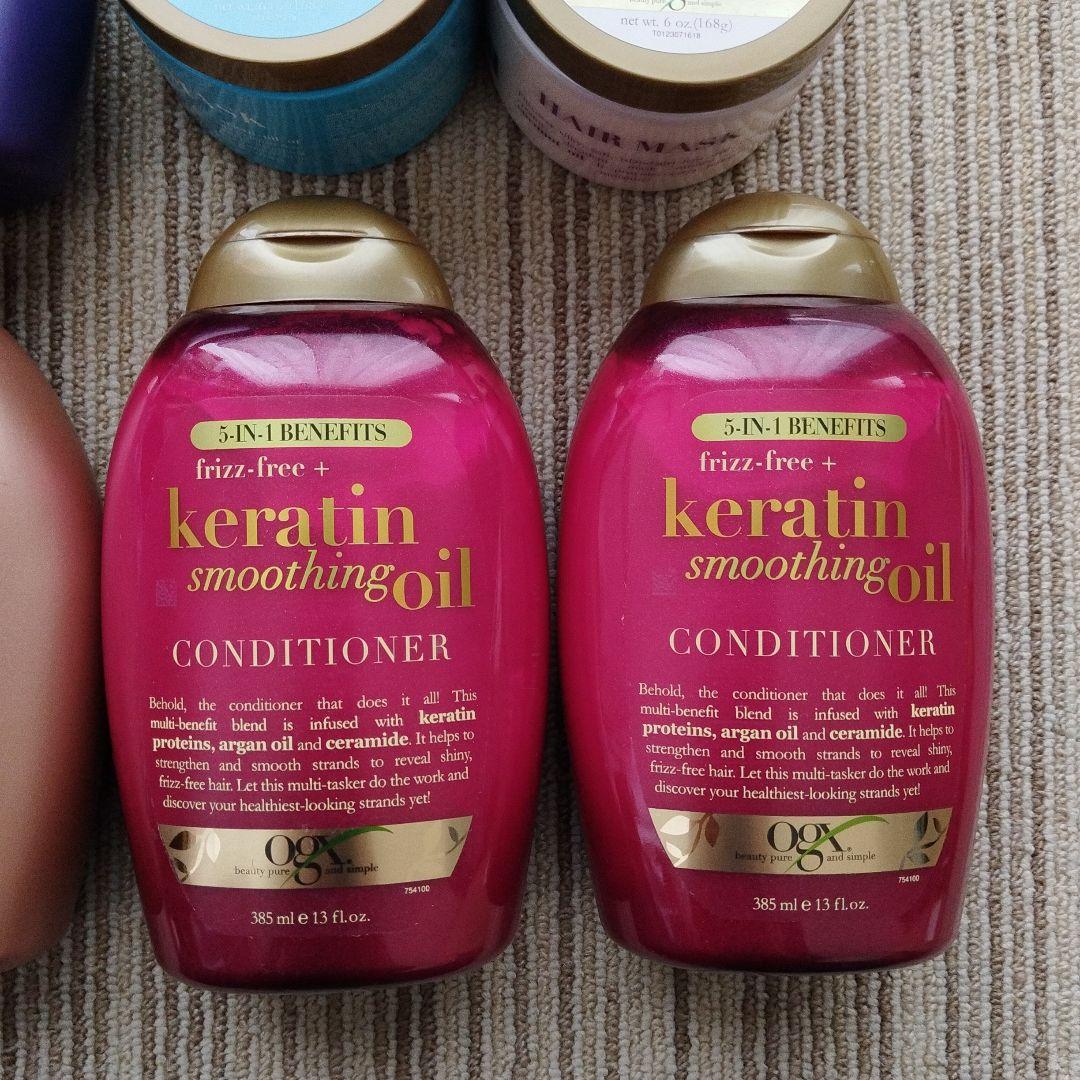 beauty pure and simple
net wt. 6 oz.(168g)
T0123071618
HAIR MASK
5-IN-1 BENEFITS
frizz-free +
keratin
smoothing oil
CONDITIONER
Behold, the conditioner that does it all! This
multi-benefit blend is infused with keratin
proteins, argan oil and ceramide. It helps to
strengthen and smooth strands to reveal shiny,
frizz-free hair. Let this multi-tasker do the work and
discover your healthiest-looking strands yet!
ogx
beauty pure and simple
754100
385 ml e 13 fl.oz.
5-IN-1 BENEFITS
frizz-free +
keratin
smoothing oil
CONDITIONER
Behold, the conditioner that does it all! This
multi-benefit blend is infused with keratin
proteins, argan oil and ceramide. It helps to
strengthen and smooth strands to reveal shiny,
frizz-free hair. Let this multi-tasker do the work and
discover your healthiest-looking strands yet!
ogx®
beauty pure and simple
754100
385 ml e 13 fl.oz.